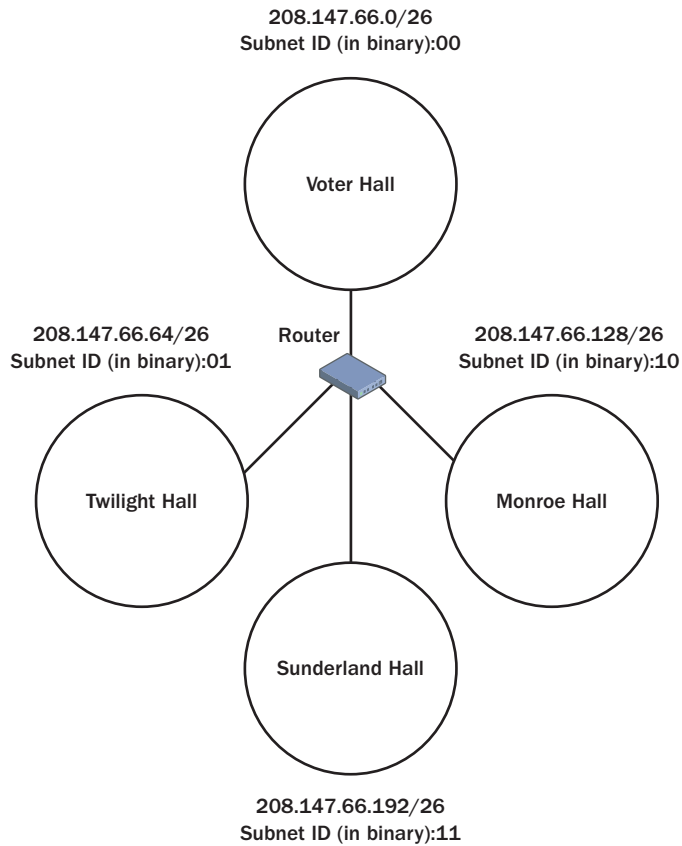 208.147.66.0/26
Subnet ID (in binary):00
Voter Hall
Router
208.147.66.64/26
Subnet ID (in binary):01
208.147.66.128/26
Subnet ID (in binary):10
Twilight Hall
Monroe Hall
Sunderland Hall
208.147.66.192/26
Subnet ID (in binary):11